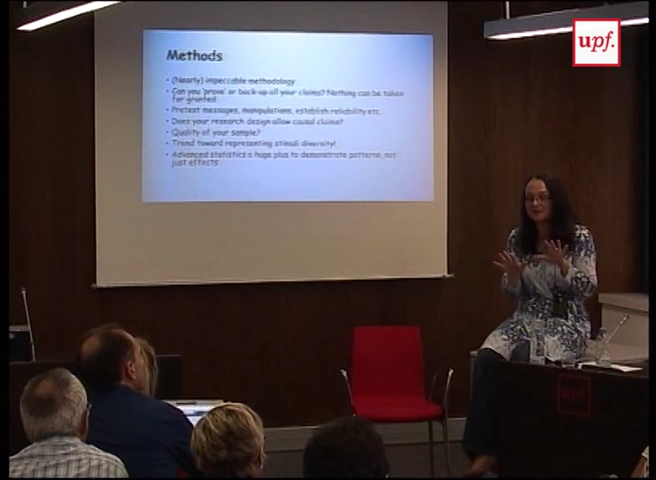 upf.
Methods
• (Nearly) impeccable methodology
• Can you 'prove' or back-up all your claims? Nothing can be taken
for granted.
• Pretest messages, manipulations, establish reliability etc.
• Does your research design allow causal claims?
• Quality of your sample?
• Trend toward representing stimuli diversity!
• Advanced statistics a huge plus to demonstrate patterns, not
just effects
upf.